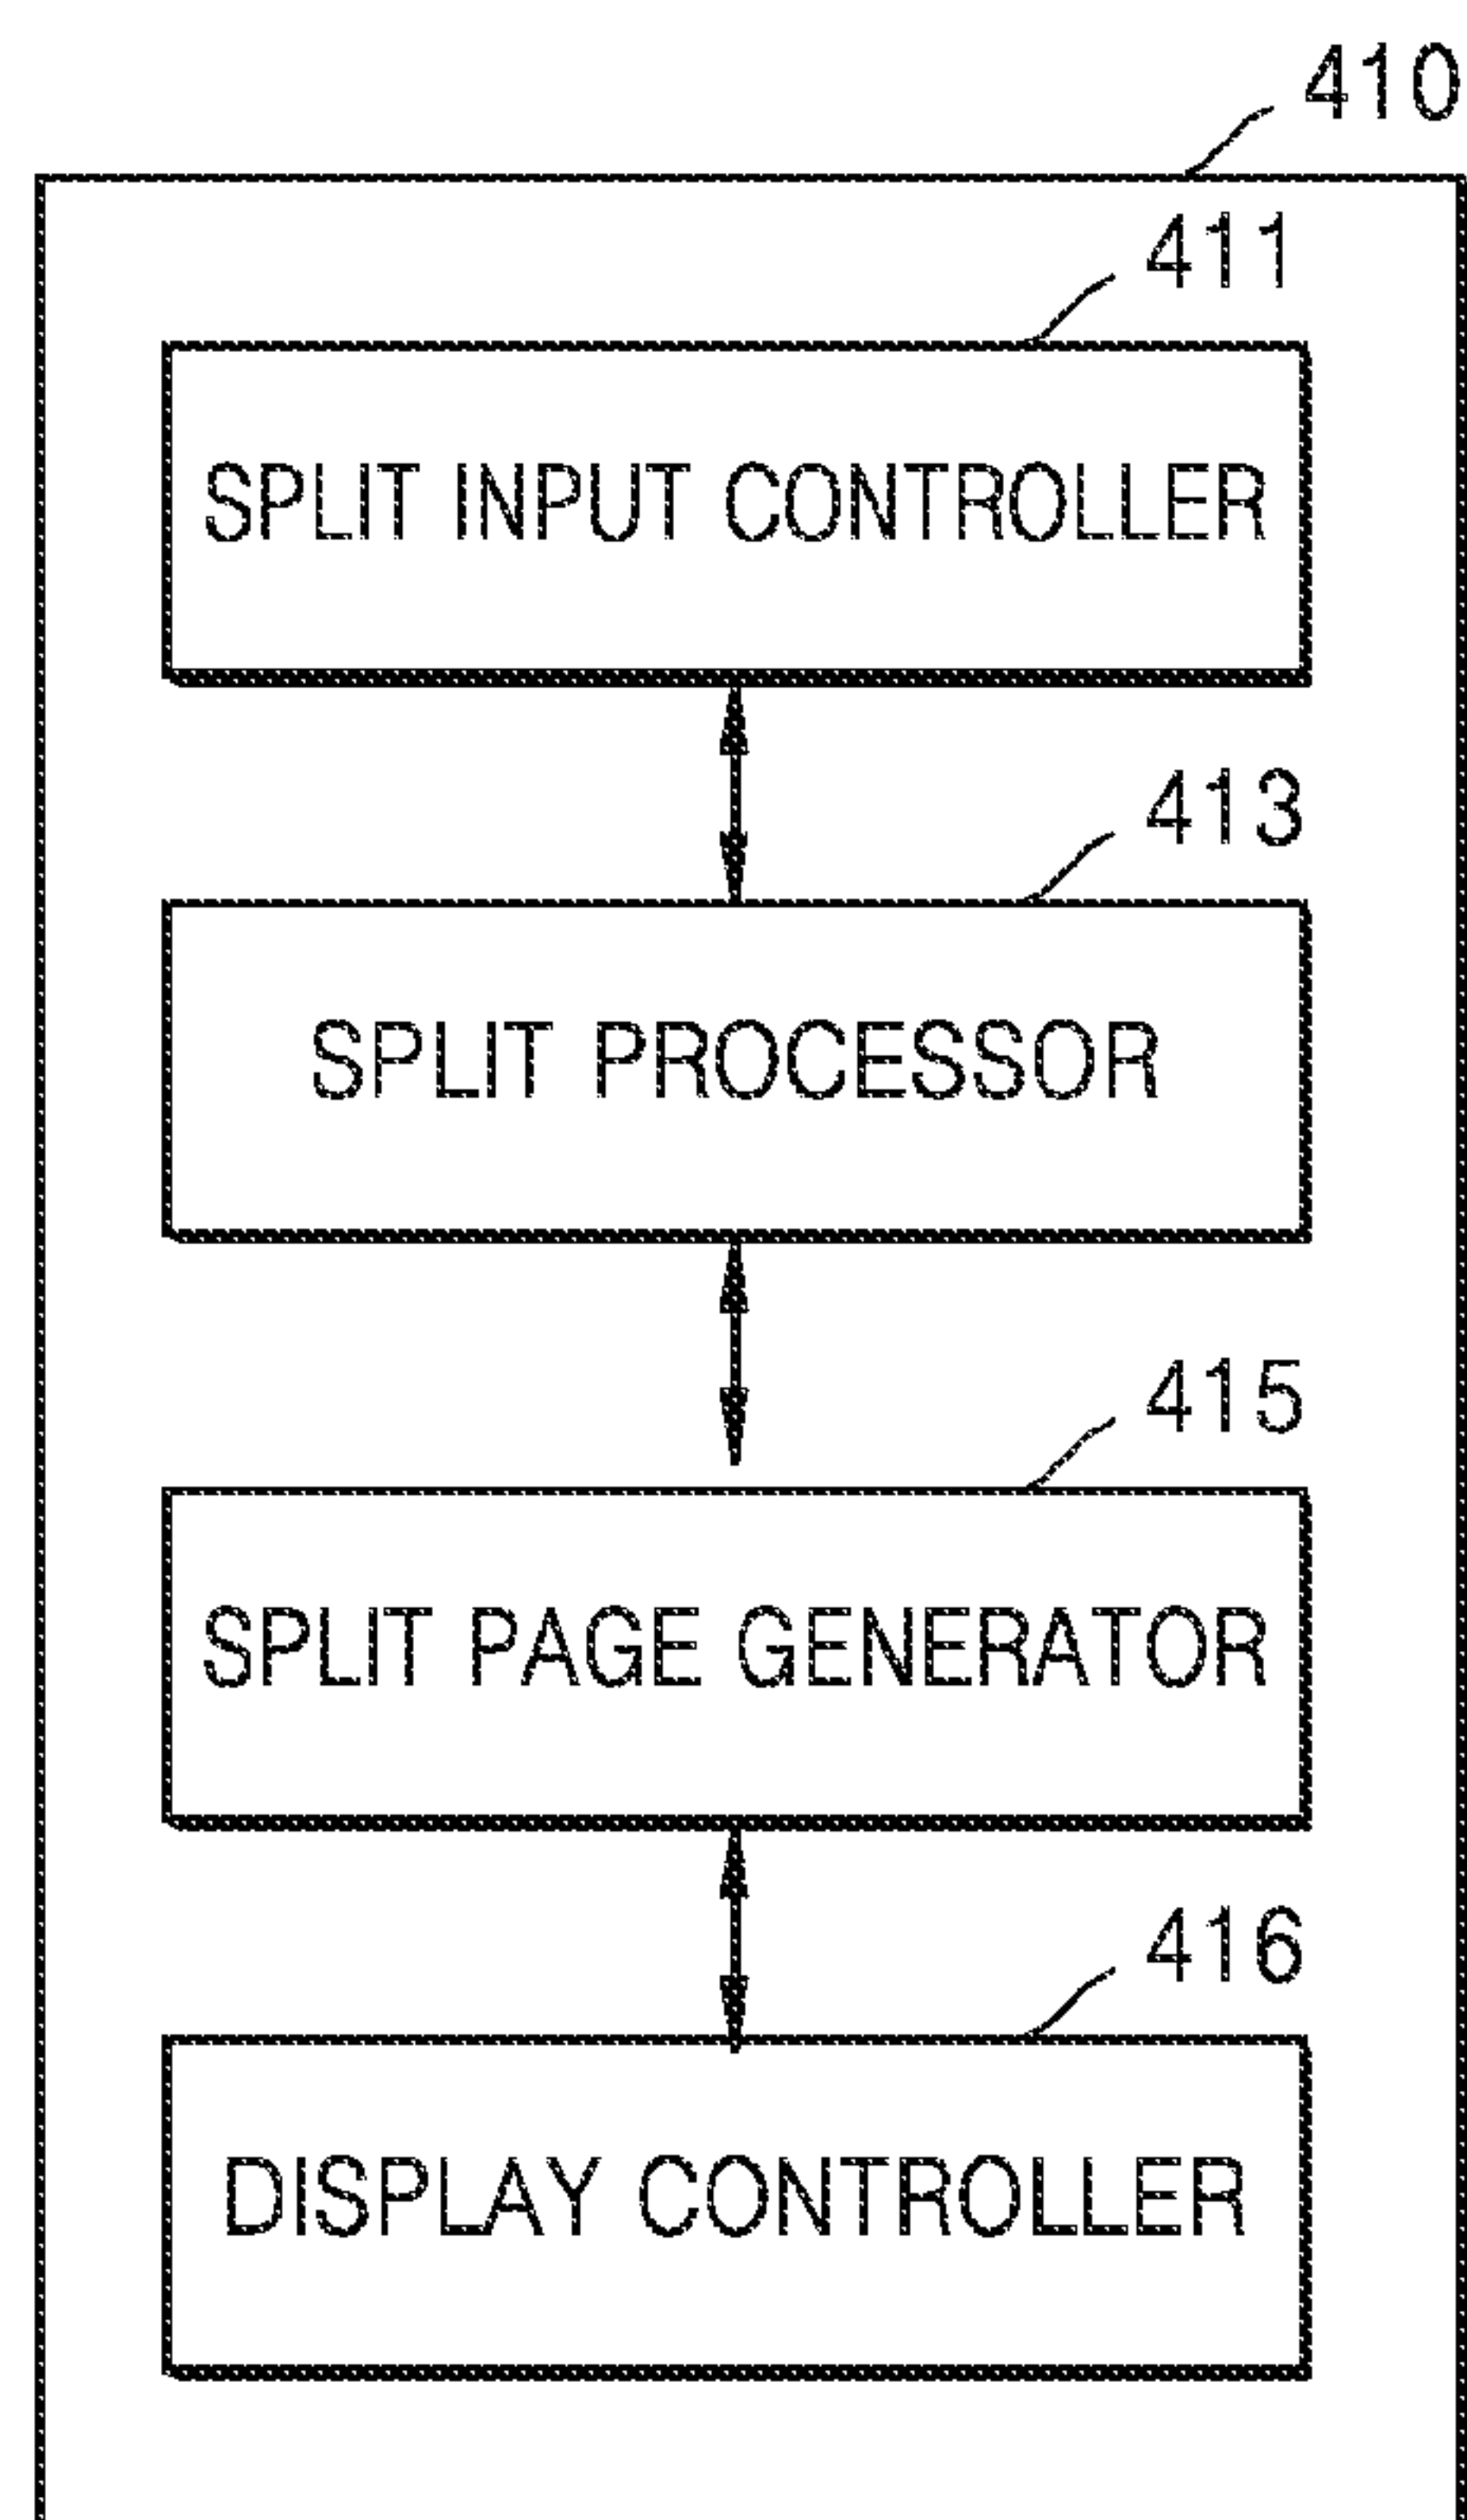 410
411
SPLIT INPUT CONTROLLER
413
SPLIT PROCESSOR
415
SPLIT PAGE GENERATOR
416
DISPLAY CONTROLLER